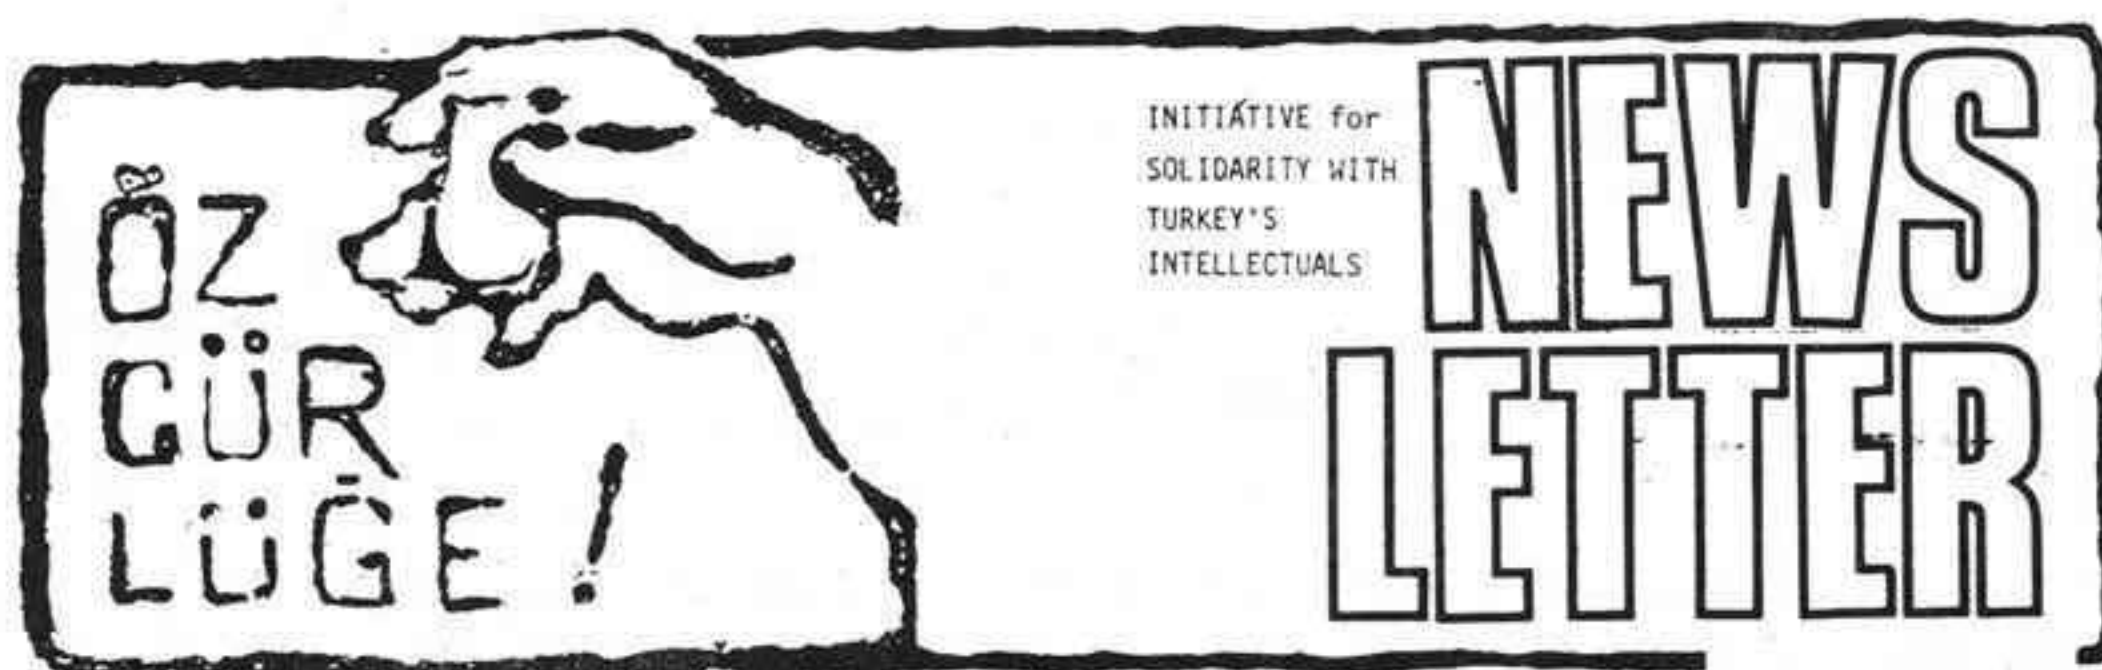 ÖZ
GÜR
LÜĞE!
INITIATIVE for
SOLIDARITY WITH
TURKEY'S
INTELLECTUALS
NEWS
LETTER